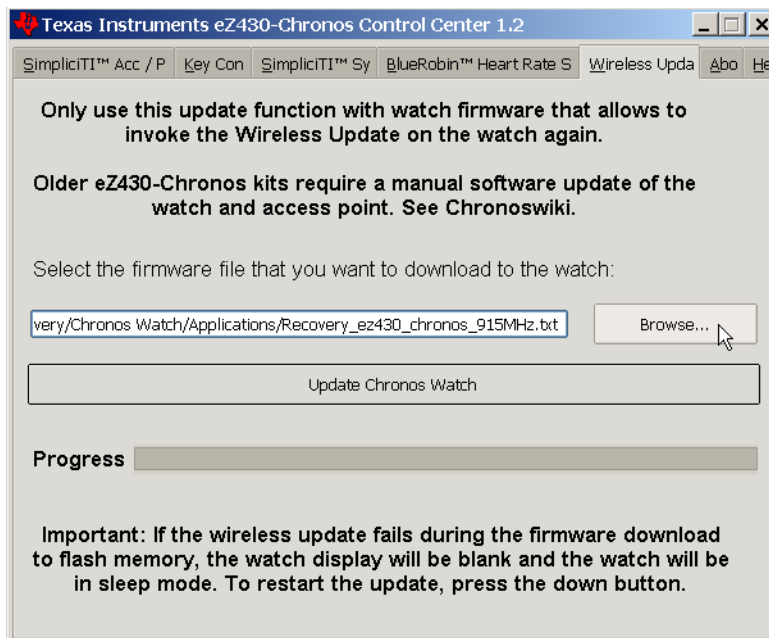 Texas Instruments eZ430-Chronos Control Center 1.2
SimpliciTI™ Acc / P Key Con SimpliciTI™ Sy BlueRobin™ Heart Rate S Wireless Upda Abo He
Only use this update function with watch firmware that allows to
invoke the Wireless Update on the watch again.
Older eZ430-Chronos kits require a manual software update of the
watch and access point. See Chronoswiki.
Select the firmware file that you want to download to the watch:
very/Chronos Watch/Applications/Recovery_ez430_chronos_915MHz.txt Browse...
Update Chronos Watch
Progress
Important: If the wireless update fails during the firmware download
to flash memory, the watch display will be blank and the watch will be
in sleep mode. To restart the update, press the down button.